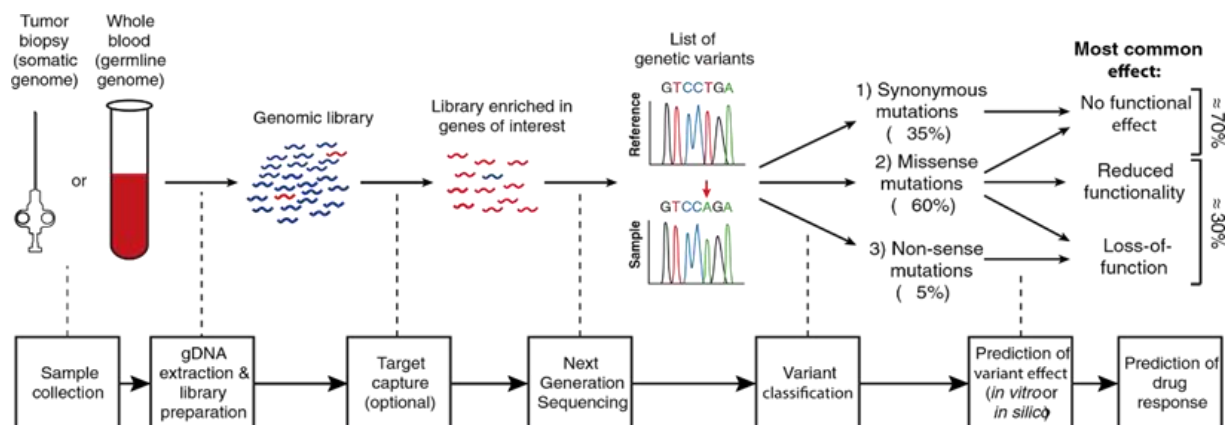 Tumor
biopsy
(somatic
genome)
or
Whole
blood
(germline
genome)
Genomic library
Library enriched in
genes of interest
List of
genetic variants
Reference
GTCCTGA
Sample
GTCCAGA
1) Synonymous
mutations
( 35%)
2) Missense
mutations
( 60%)
3) Non-sense
mutations
( 5%)
Most common
effect:
No functional
effect
Reduced
functionality
Loss-of-
function
≈ 70%
≈ 30%
Sample
collection
gDNA
extraction &
library
preparation
Target
capture
(optional)
Next
Generation
Sequencing
Variant
classification
Prediction of
variant effect
(in vitro or
in silico)
Prediction of
drug
response